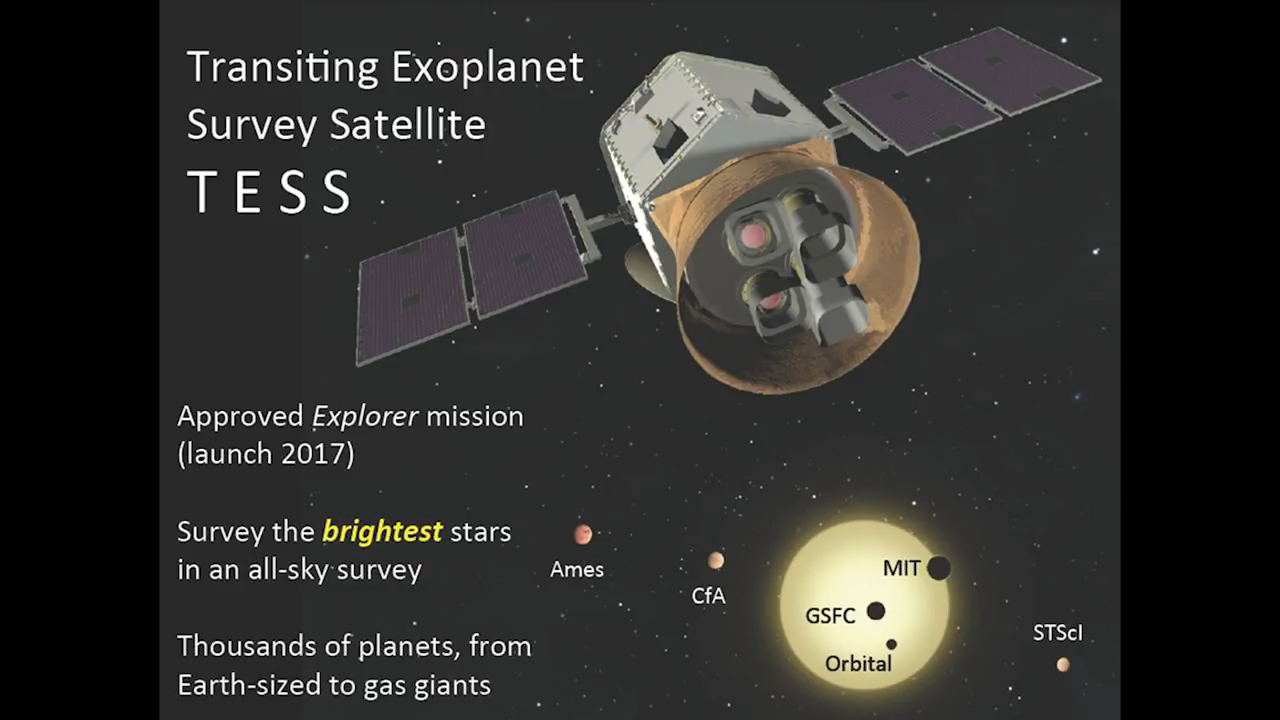 Transiting Exoplanet
Survey Satellite
T E S S
Approved Explorer mission
(launch 2017)
Survey the brightest stars
in an all-sky survey
Thousands of planets, from
Earth-sized to gas giants
Ames
CfA
MIT
GSFC
Orbital
STScI